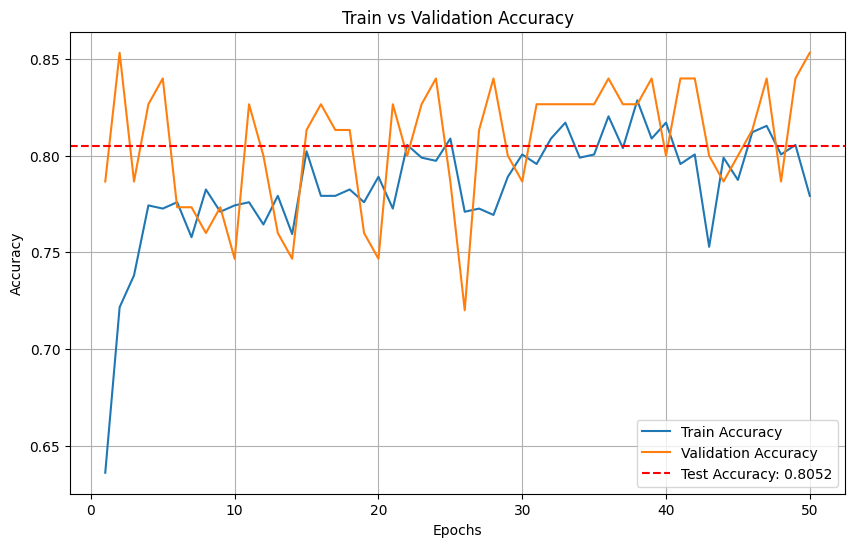 Train vs Validation Accuracy
Accuracy
0.85
0.80
0.75
0.70
0.65
Train Accuracy
Validation Accuracy
Test Accuracy: 0.8052
0 10 20 30 40 50
Epochs